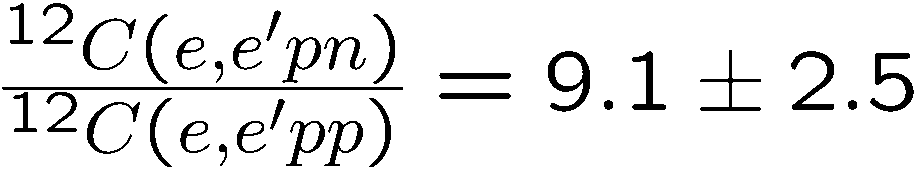 ¹²C(e,e′pn)
¹²C(e,e′pp)
= 9.1 ± 2.5